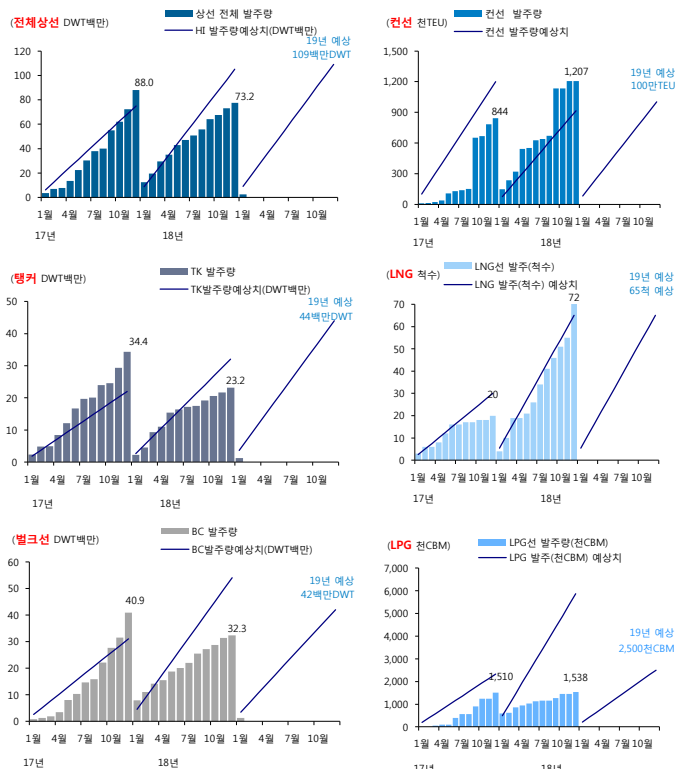 (전체상선 DWT백만)
상선 전체 발주량
HI 발주량예상치(DWT백만)
19년 예상
109백만DWT
120
100
80
60
40
20
0
88.0
73.2
1월 4월 7월 10월 1월 4월 7월 10월 1월 4월 7월 10월
17년 18년
(컨선 천TEU)
컨선 발주량
컨선 발주량예상치
19년 예상
100만TEU
1,500
1,200
900
600
300
0
844
1,207
1월 4월 7월 10월 1월 4월 7월 10월 1월 4월 7월 10월
17년 18년
(탱커 DWT백만)
TK 발주량
TK발주량예상치(DWT백만)
19년 예상
44백만DWT
50
40
30
20
10
0
34.4
23.2
1월 4월 7월 10월 1월 4월 7월 10월 1월 4월 7월 10월
17년 18년
(LNG 척수)
LNG선 발주(척수)
LNG 발주(척수) 예상치
19년 예상
65척 예상
70
60
50
40
30
20
10
0
20
72
1월 4월 7월 10월 1월 4월 7월 10월 1월 4월 7월 10월
17년 18년
(벌크선 DWT백만)
BC 발주량
BC발주량예상치(DWT백만)
19년 예상
42백만DWT
60
50
40
30
20
10
0
40.9
32.3
1월 4월 7월 10월 1월 4월 7월 10월 1월 4월 7월 10월
17년 18년
(LPG 천CBM)
LPG선 발주량(천CBM)
LPG 발주(천CBM) 예상치
19년 예상
2,500천CBM
7,000
6,000
5,000
4,000
3,000
2,000
1,000
0
1,510
1,538
1월 4월 7월 10월 1월 4월 7월 10월 1월 4월 7월 10월
17년 18년